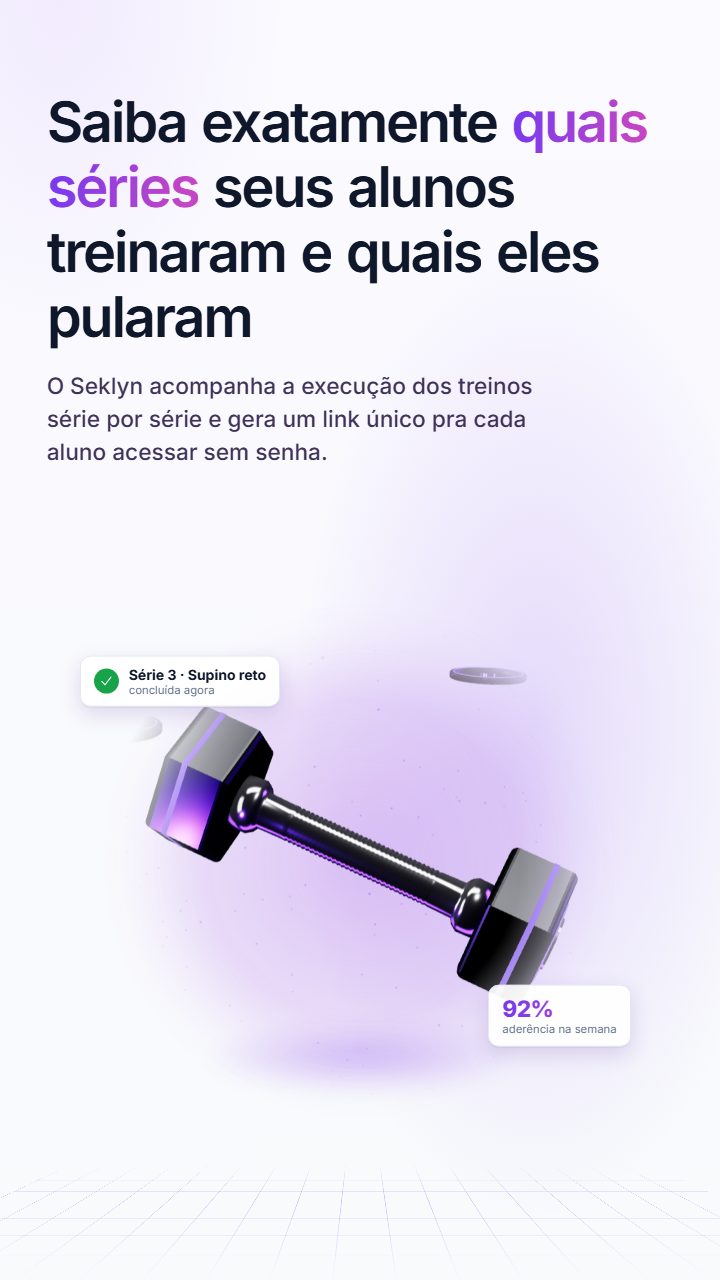 Saiba exatamente quais
séries seus alunos
treinaram e quais eles
pularam
O Seklyn acompanha a execução dos treinos
série por série e gera um link único pra cada
aluno acessar sem senha.
Série 3 · Supino reto
concluída agora
92%
aderência na semana